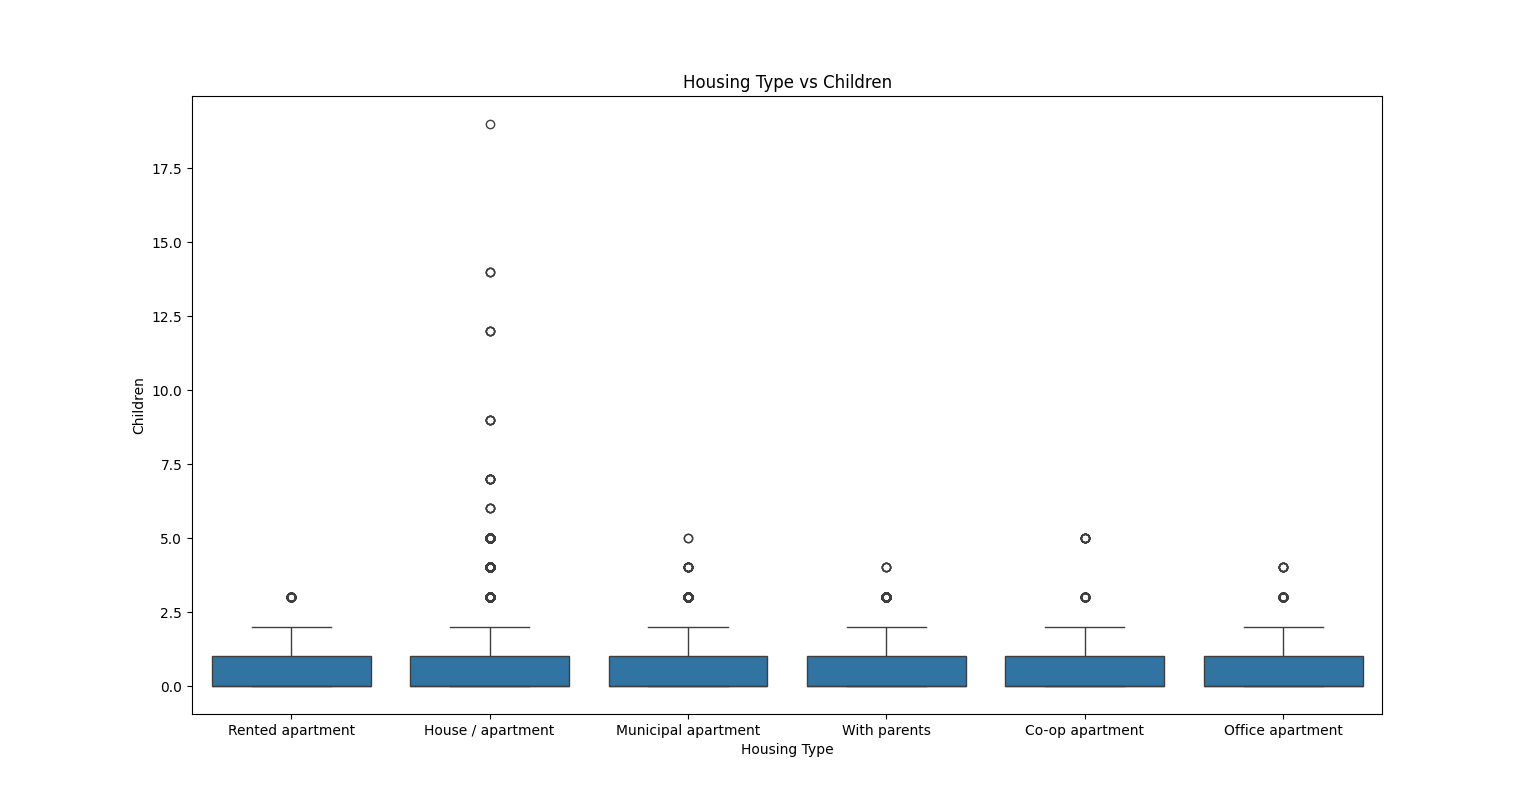 Housing Type vs Children
17.5
15.0
12.5
10.0
7.5
5.0
2.5
0.0
Children
Rented apartment
House / apartment
Municipal apartment
With parents
Co-op apartment
Office apartment
Housing Type